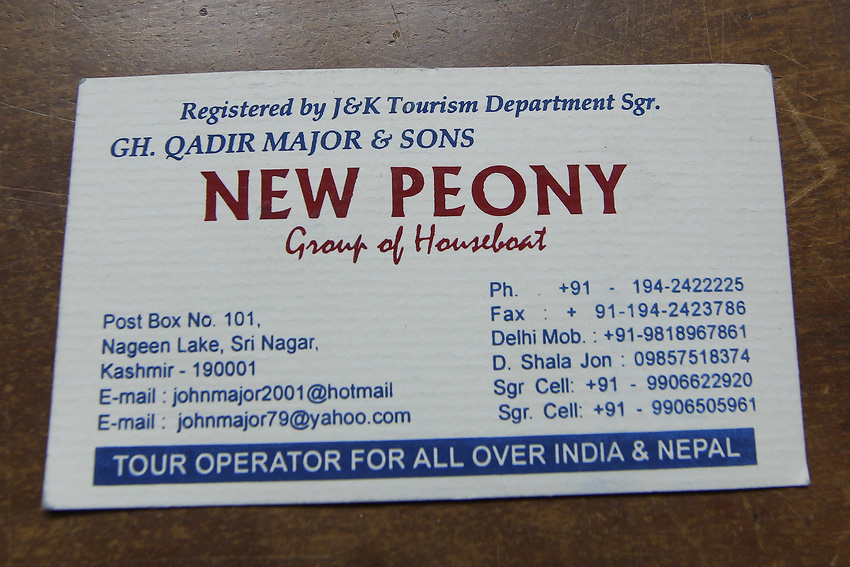 Registered by J&K Tourism Department Sgr.
GH. QADIR MAJOR & SONS
NEW PEONY
Group of Houseboat
Post Box No. 101,
Nageen Lake, Sri Nagar,
Kashmir - 190001
E-mail : johnmajor2001@hotmail
E-mail : johnmajor79@yahoo.com
Ph. . +91 - 194-2422225
Fax : + 91-194-2423786
Delhi Mob. : +91-9818967861
D. Shala Jon : 09857518374
Sgr Cell: +91 - 9906622920
Sgr. Cell: +91 - 9906505961
TOUR OPERATOR FOR ALL OVER INDIA & NEPAL